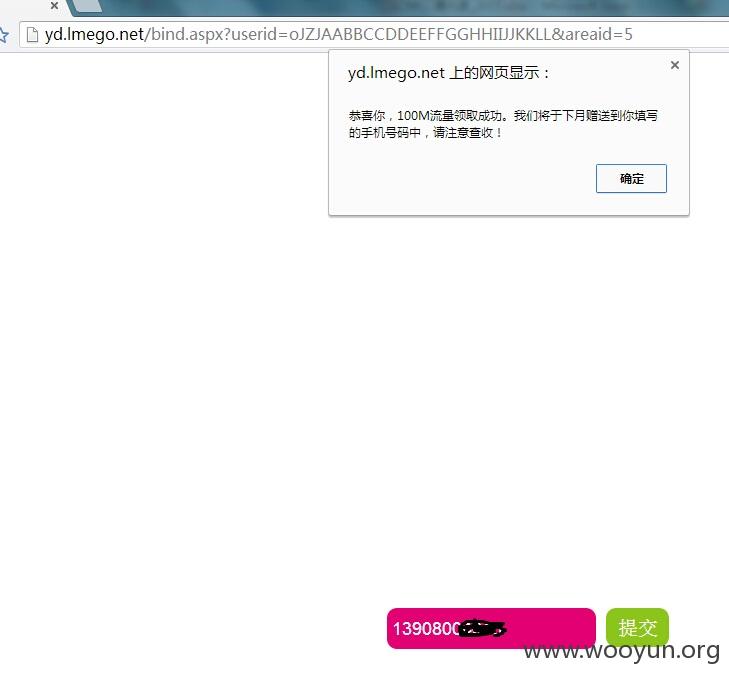 yd.lmego.net/bind.aspx?userid=oJZJAABBCCDDEEFFGGHHIIJJKKLL&areaid=5
yd.lmego.net 上的网页显示：
恭喜你，100M流量领取成功。我们将于下月赠送到你填写
的手机号码中，请注意查收！
确定
1390800
提交
www.wooyun.org